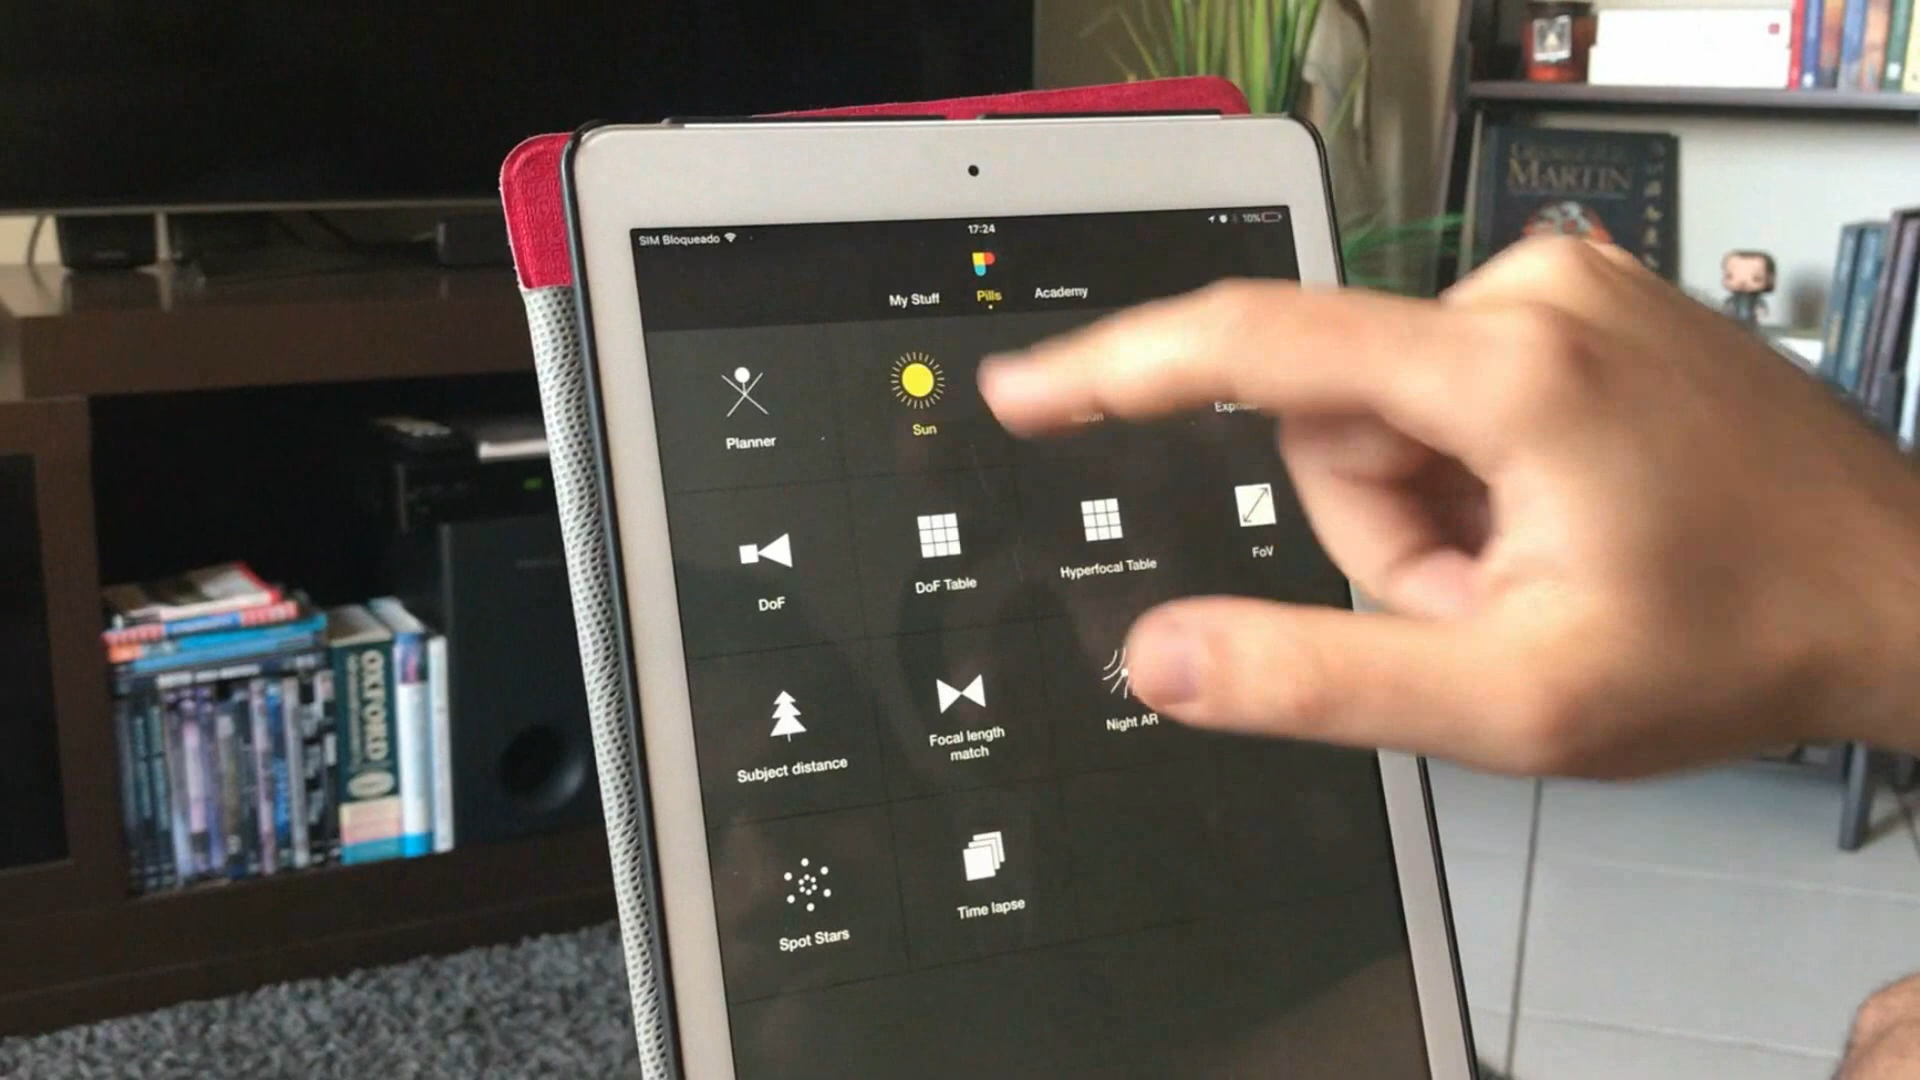 SIM Bloqueado
17:24
10%
My Stuff
Pills
Academy
Planner
Sun
DoF
DoF Table
Hyperfocal Table
FoV
Subject distance
Focal length
match
Night AR
Spot Stars
Time lapse
MARTIN
OXFORD